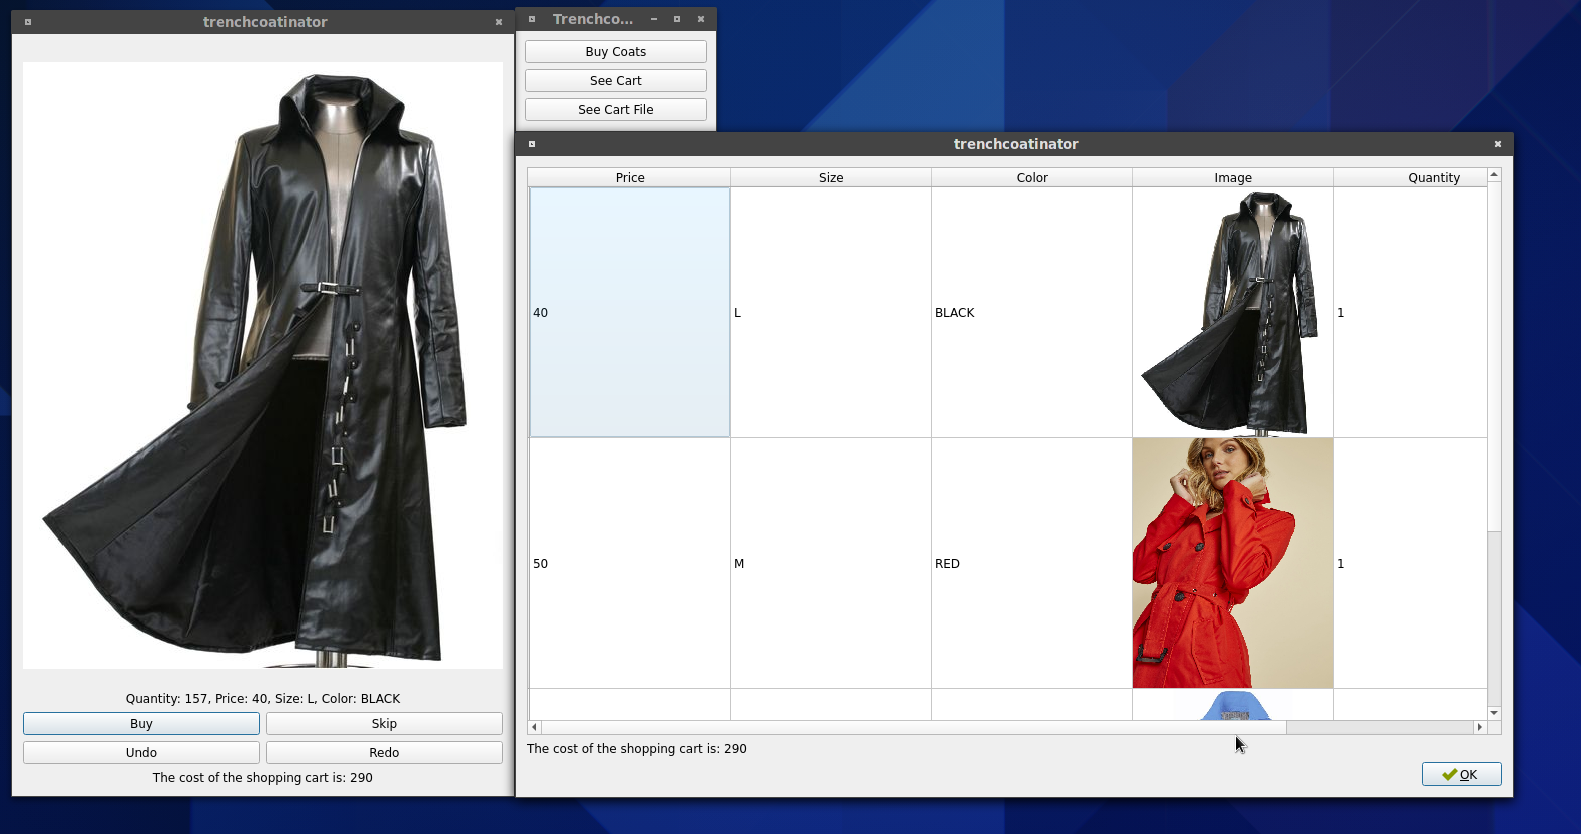 trenchcoatinator
Quantity: 157, Price: 40, Size: L, Color: BLACK
Buy
Skip
Undo
Redo
The cost of the shopping cart is: 290
Trenchco...
Buy Coats
See Cart
See Cart File
trenchcoatinator
Price Size Color Image Quantity
40 L BLACK 1
50 M RED 1
The cost of the shopping cart is: 290
OK